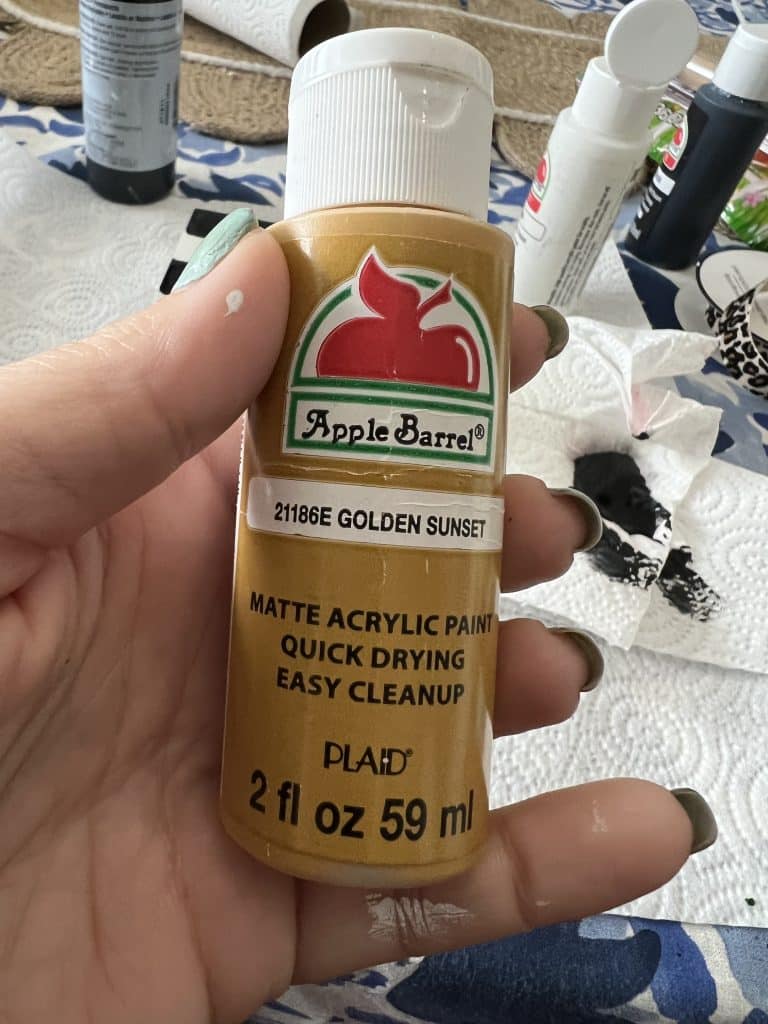 Apple Barrel®
21186E GOLDEN SUNSET
MATTE ACRYLIC PAINT
QUICK DRYING
EASY CLEANUP
PLAID®
2 fl oz 59 ml